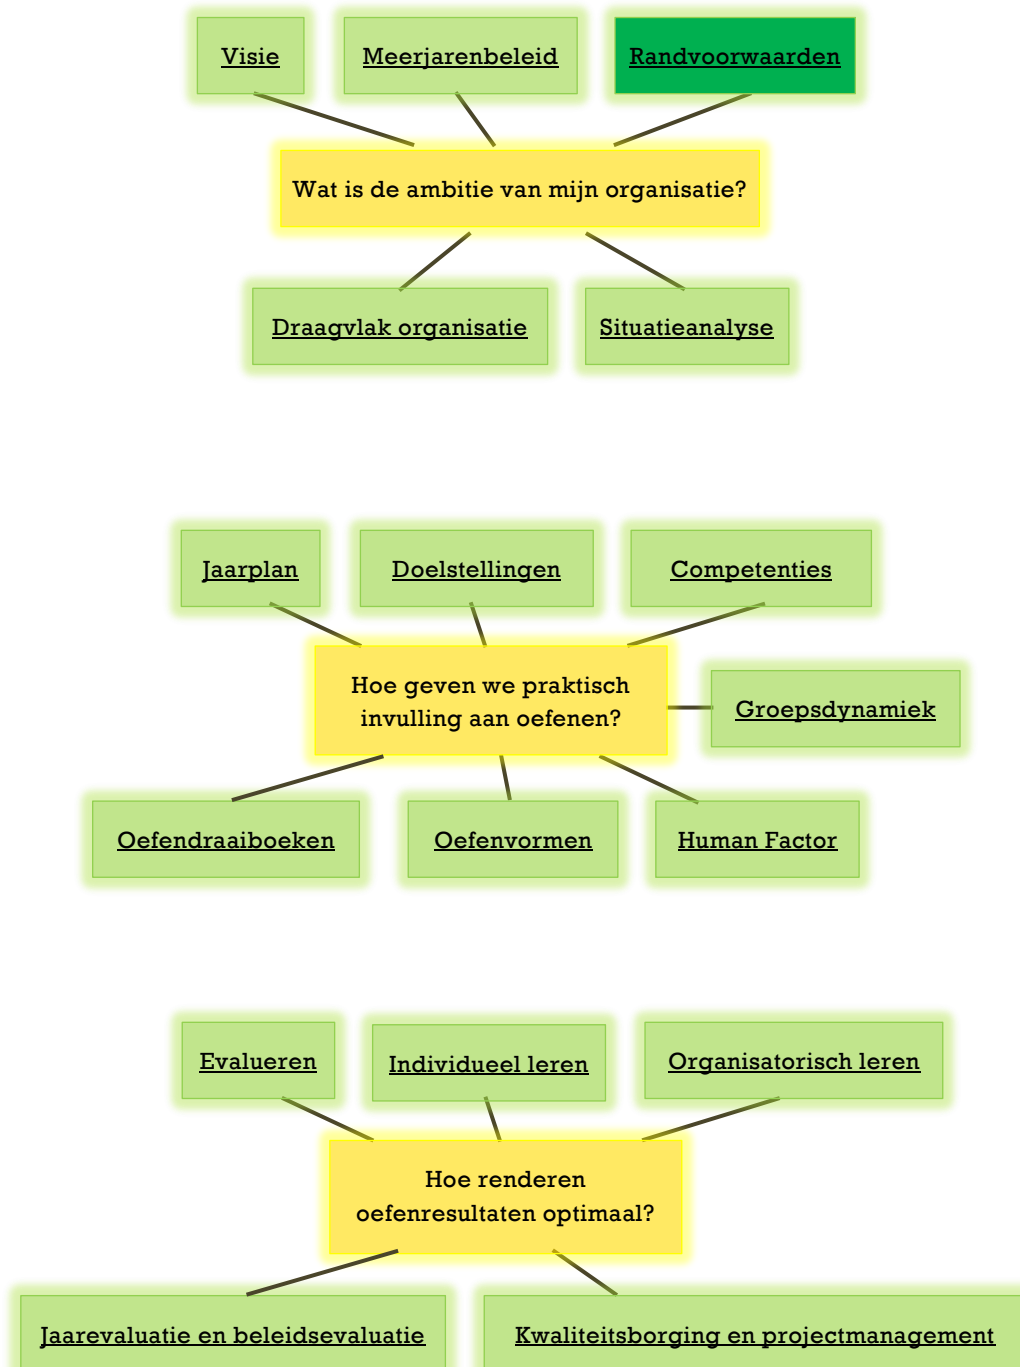 Visie
Meerjarenbeleid
Randvoorwaarden
Wat is de ambitie van mijn organisatie?
Draagvlak organisatie
Situatieanalyse
Jaarplan
Doelstellingen
Competenties
Hoe geven we praktisch
invulling aan oefenen?
Groepsdynamiek
Oefendraaiboeken
Oefenvormen
Human Factor
Evalueren
Individueel leren
Organisatorisch leren
Hoe renderen
oefenresultaten optimaal?
Jaarevaluatie en beleidsevaluatie
Kwaliteitsborging en projectmanagement